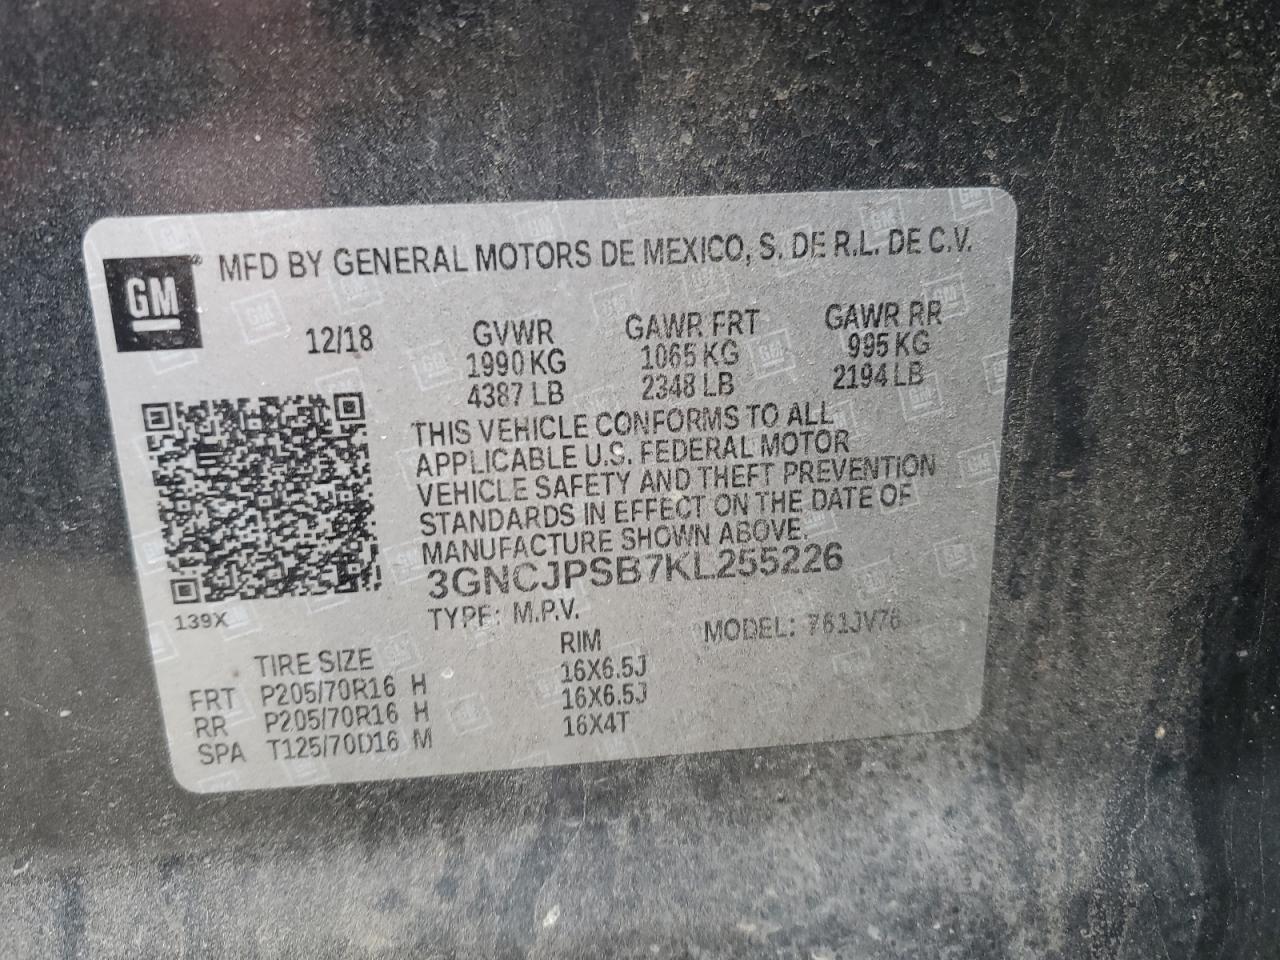 GM
MFD BY GENERAL MOTORS DE MEXICO, S. DE R.L. DE C.V.
12/18 GVWR GAWR FRT GAWR RR
1990 KG 1065 KG 995 KG
4387 LB 2348 LB 2194 LB
THIS VEHICLE CONFORMS TO ALL
APPLICABLE U.S. FEDERAL MOTOR
VEHICLE SAFETY AND THEFT PREVENTION
STANDARDS IN EFFECT ON THE DATE OF
MANUFACTURE SHOWN ABOVE.
3GNCJPSB7KL255226
139X
TYPE: M.P.V. MODEL: 761JV76
TIRE SIZE RIM
FRT P205/70R16 H 16X6.5J
RR P205/70R16 H 16X6.5J
SPA T125/70D16 M 16X4T